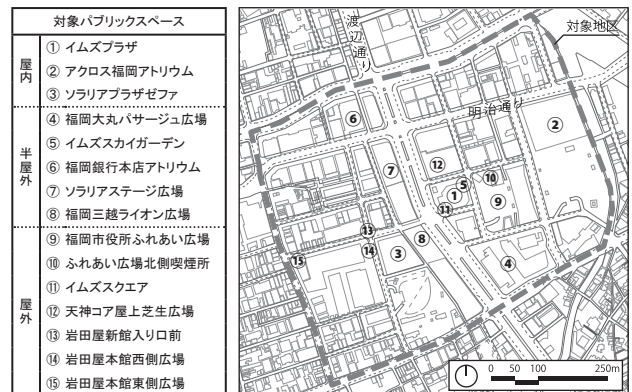 対象パブリックスペース
屋内
① イムズプラザ
② アクロス福岡アトリウム
③ ソラリアプラザゼファ
半屋外
④ 福岡大丸パサージュ広場
⑤ イムズスカイガーデン
⑥ 福岡銀行本店アトリウム
⑦ ソラリアステージ広場
⑧ 福岡三越ライオン広場
屋外
⑨ 福岡市役所ふれあい広場
⑩ ふれあい広場北側喫煙所
⑪ イムズスクエア
⑫ 天神コア屋上芝生広場
⑬ 岩田屋新館入り口前
⑭ 岩田屋本館西側広場
⑮ 岩田屋本館東側広場
渡辺通り
対象地区
明治通り
②
⑥
⑦
⑫
⑤
⑩
①
⑨
⑪
⑬
⑧
⑭
③
⑮
④
0 50 100 250m